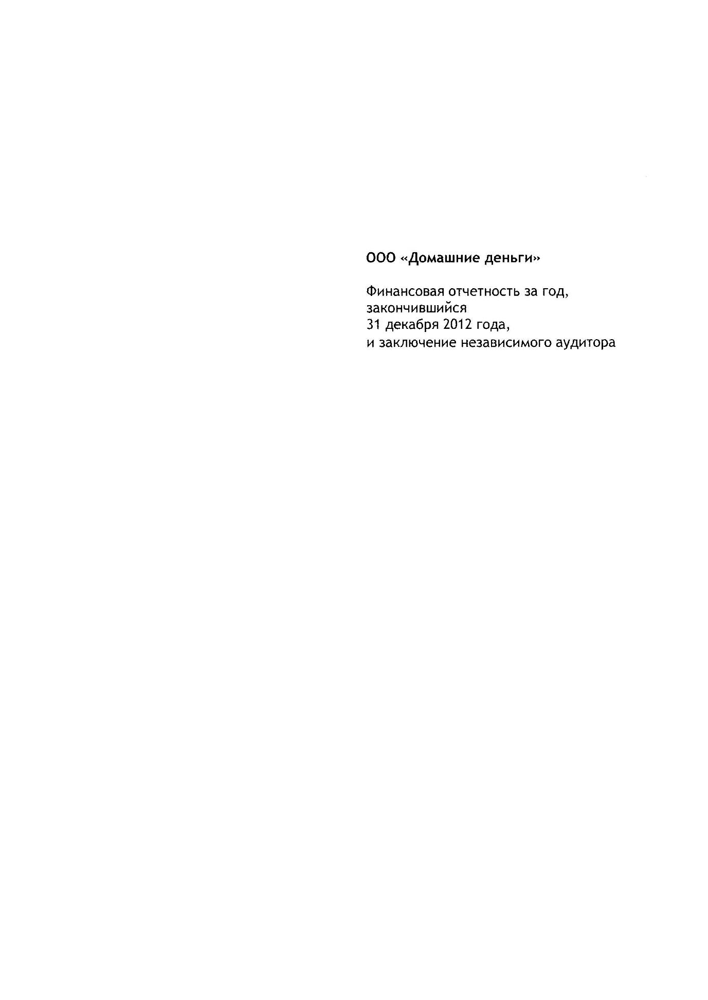 ООО «Домашние деньги»
Финансовая отчетность за год,
закончившийся
31 декабря 2012 года,
и заключение независимого аудитора